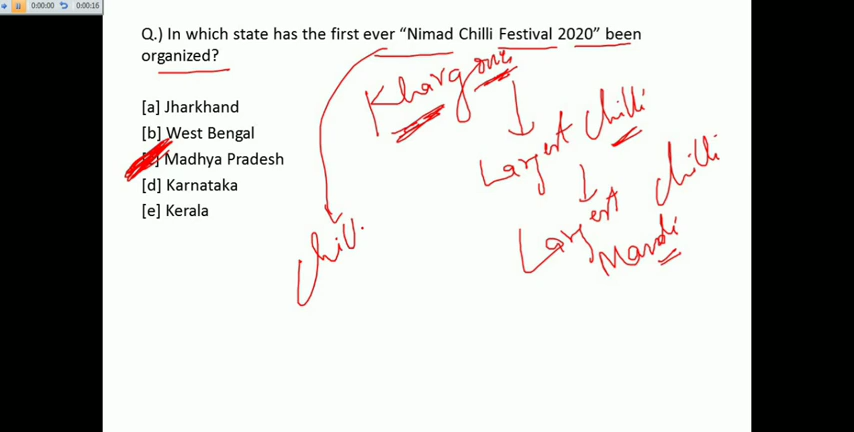 0:00:00 0:00:16
Q.) In which state has the first ever “Nimad Chilli Festival 2020” been
organized?
Khargone
[a] Jharkhand
Largest Chilli
[b] West Bengal
Madhya Pradesh
Largest Chilli
Mandi
[d] Karnataka
[e] Kerala
Chilli